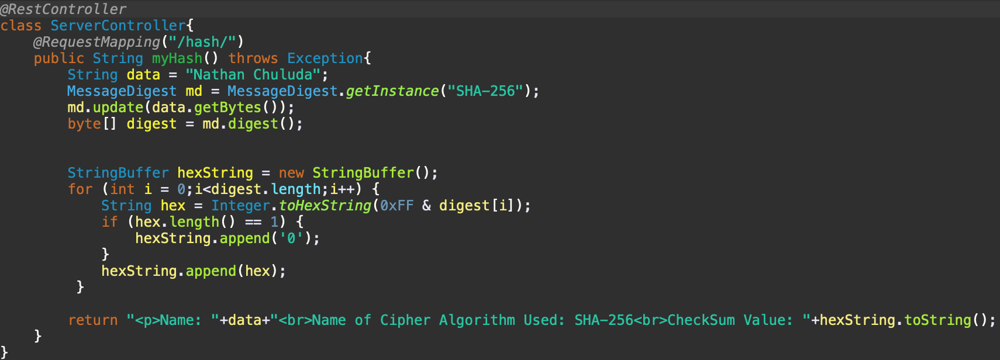 @RestController
class ServerController{
    @RequestMapping("/hash/")
    public String myHash() throws Exception{
        String data = "Nathan Chuluda";
        MessageDigest md = MessageDigest.getInstance("SHA-256");
        md.update(data.getBytes());
        byte[] digest = md.digest();
        StringBuffer hexString = new StringBuffer();
        for (int i = 0;i<digest.length;i++) {
            String hex = Integer.toHexString(0xFF & digest[i]);
            if (hex.length() == 1) {
                hexString.append('0');
            }
            hexString.append(hex);
         }
        return "<p>Name: "+data+"<br>Name of Cipher Algorithm Used: SHA-256<br>CheckSum Value: "+hexString.toString();
    }
}